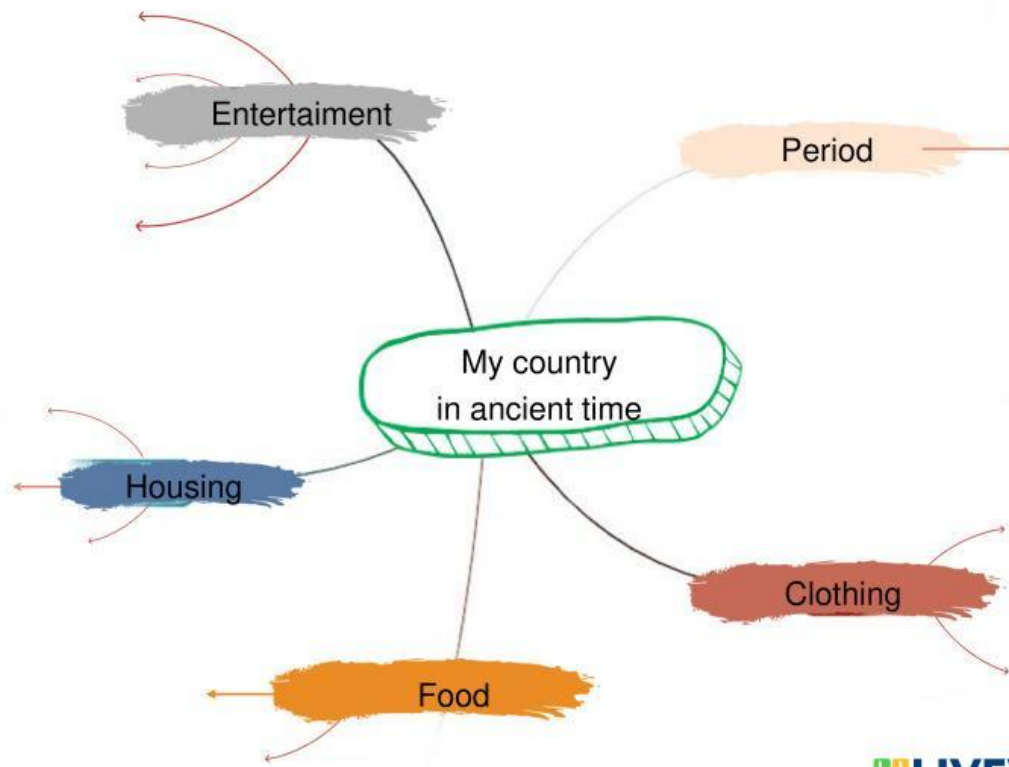 Entertaiment
Period
My country
in ancient time
Housing
Clothing
Food